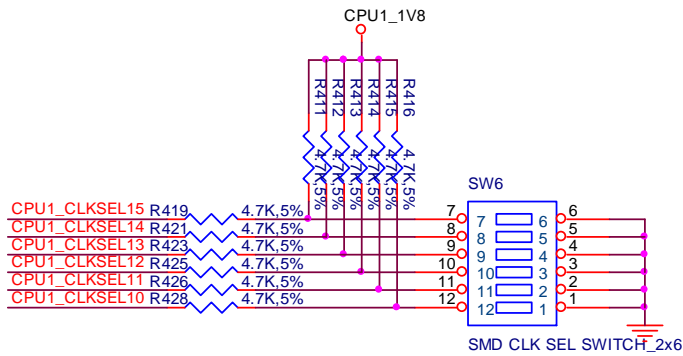 CPU1_1V8
R411
R412
R413
R414
R415
R416
4.7K,5%
4.7K,5%
4.7K,5%
4.7K,5%
4.7K,5%
4.7K,5%
SW6
CPU1_CLKSEL15 R419 4.7K,5% 7 7 6 6
CPU1_CLKSEL14 R421 4.7K,5% 8 8 5 5
CPU1_CLKSEL13 R423 4.7K,5% 9 9 4 4
CPU1_CLKSEL12 R425 4.7K,5% 10 10 3 3
CPU1_CLKSEL11 R426 4.7K,5% 11 11 2 2
CPU1_CLKSEL10 R428 4.7K,5% 12 12 1 1
SMD CLK SEL SWITCH_2x6